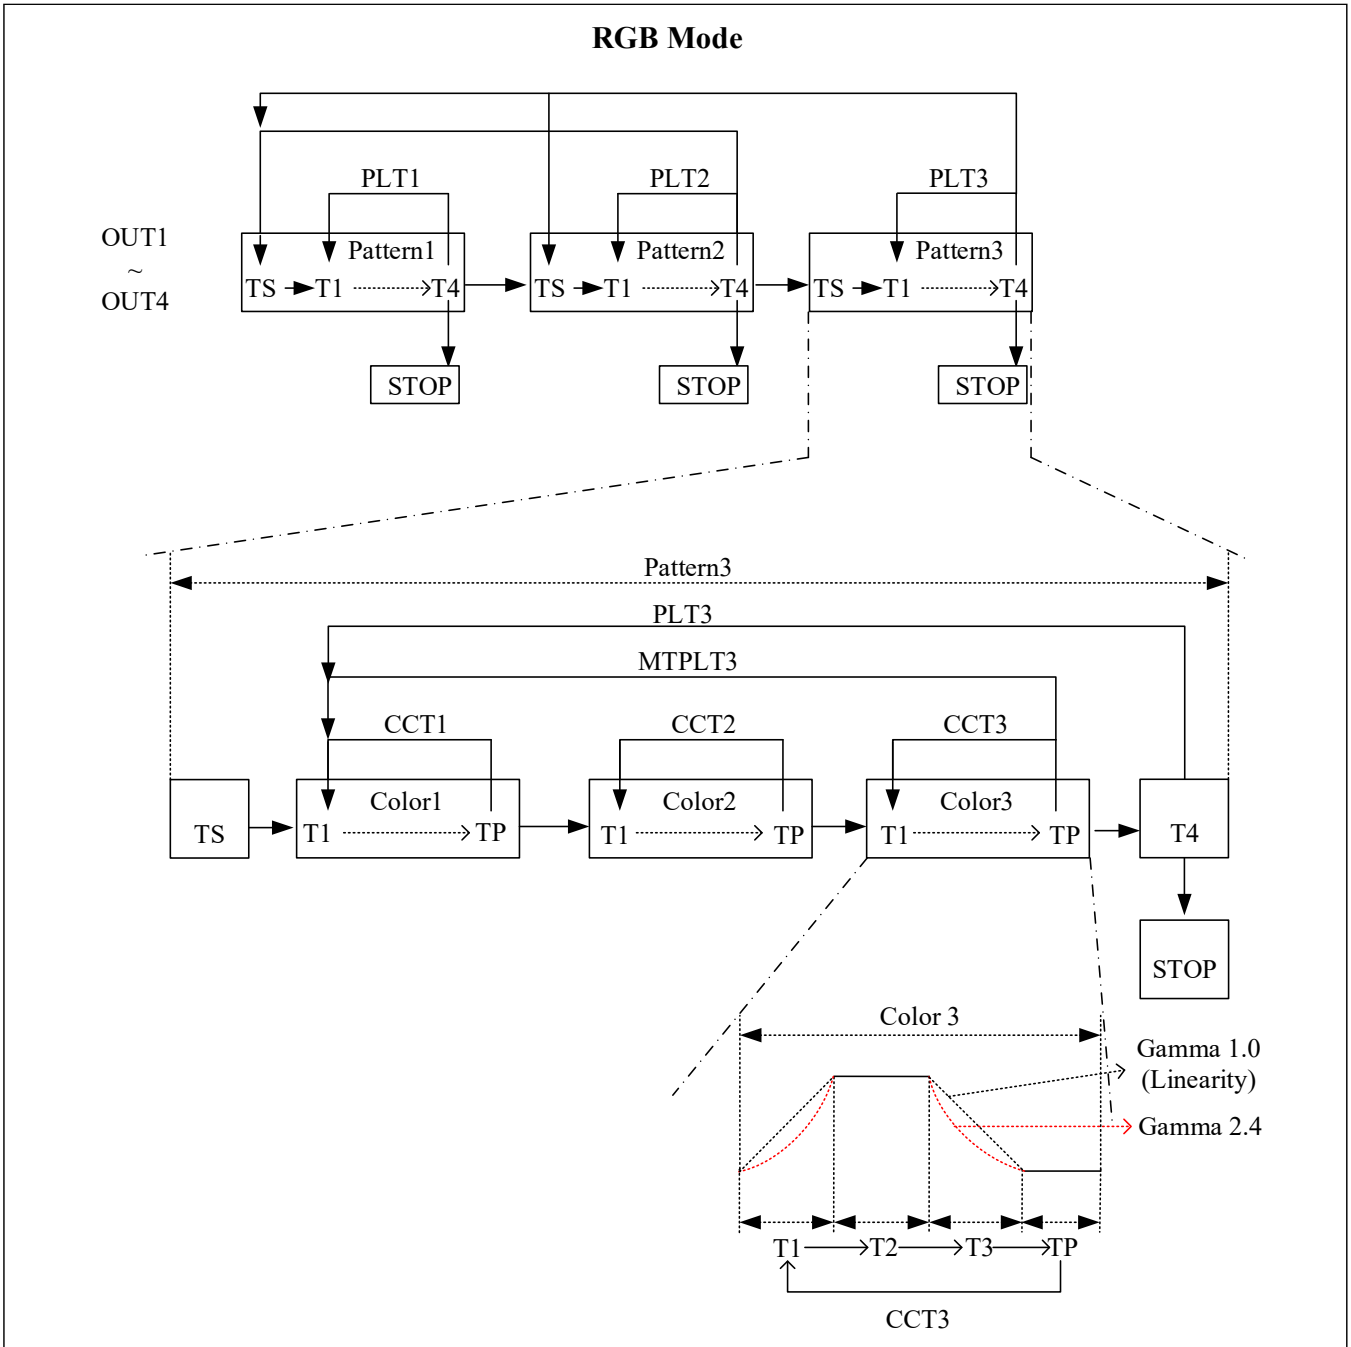 RGB Mode
PLT1 PLT2 PLT3
OUT1
~
OUT4
Pattern1 Pattern2 Pattern3
TS T1 T4 TS T1 T4 TS T1 T4
STOP STOP STOP
Pattern3
PLT3
MTPLT3
CCT1 CCT2 CCT3
Color1 Color2 Color3
TS T1 TP T1 TP T1 TP T4
STOP
Color 3
Gamma 1.0
(Linearity)
Gamma 2.4
T1 T2 T3 TP
CCT3